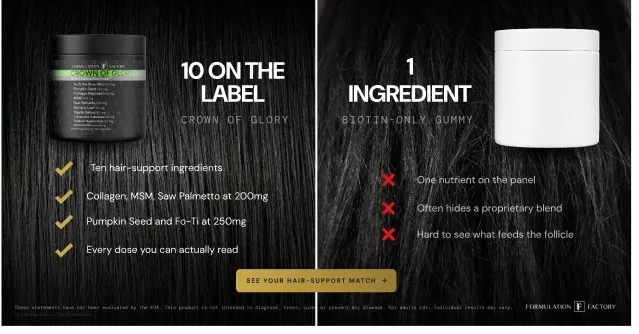 FORMULATION F FACTORY
CROWN OF GLORY
10 ON THE
LABEL
CROWN OF GLORY
Ten hair-support ingredients
Collagen, MSM, Saw Palmetto at 200mg
Pumpkin Seed and Fo-Ti at 250mg
Every dose you can actually read
1
INGREDIENT
BIOTIN-ONLY GUMMY
One nutrient on the panel
Often hides a proprietary blend
Hard to see what feeds the follicle
SEE YOUR HAIR-SUPPORT MATCH →
These statements have not been evaluated by the FDA. This product is not intended to diagnose, treat, cure or prevent any disease. For adults 18+. Individual results may vary.
FORMULATION F FACTORY